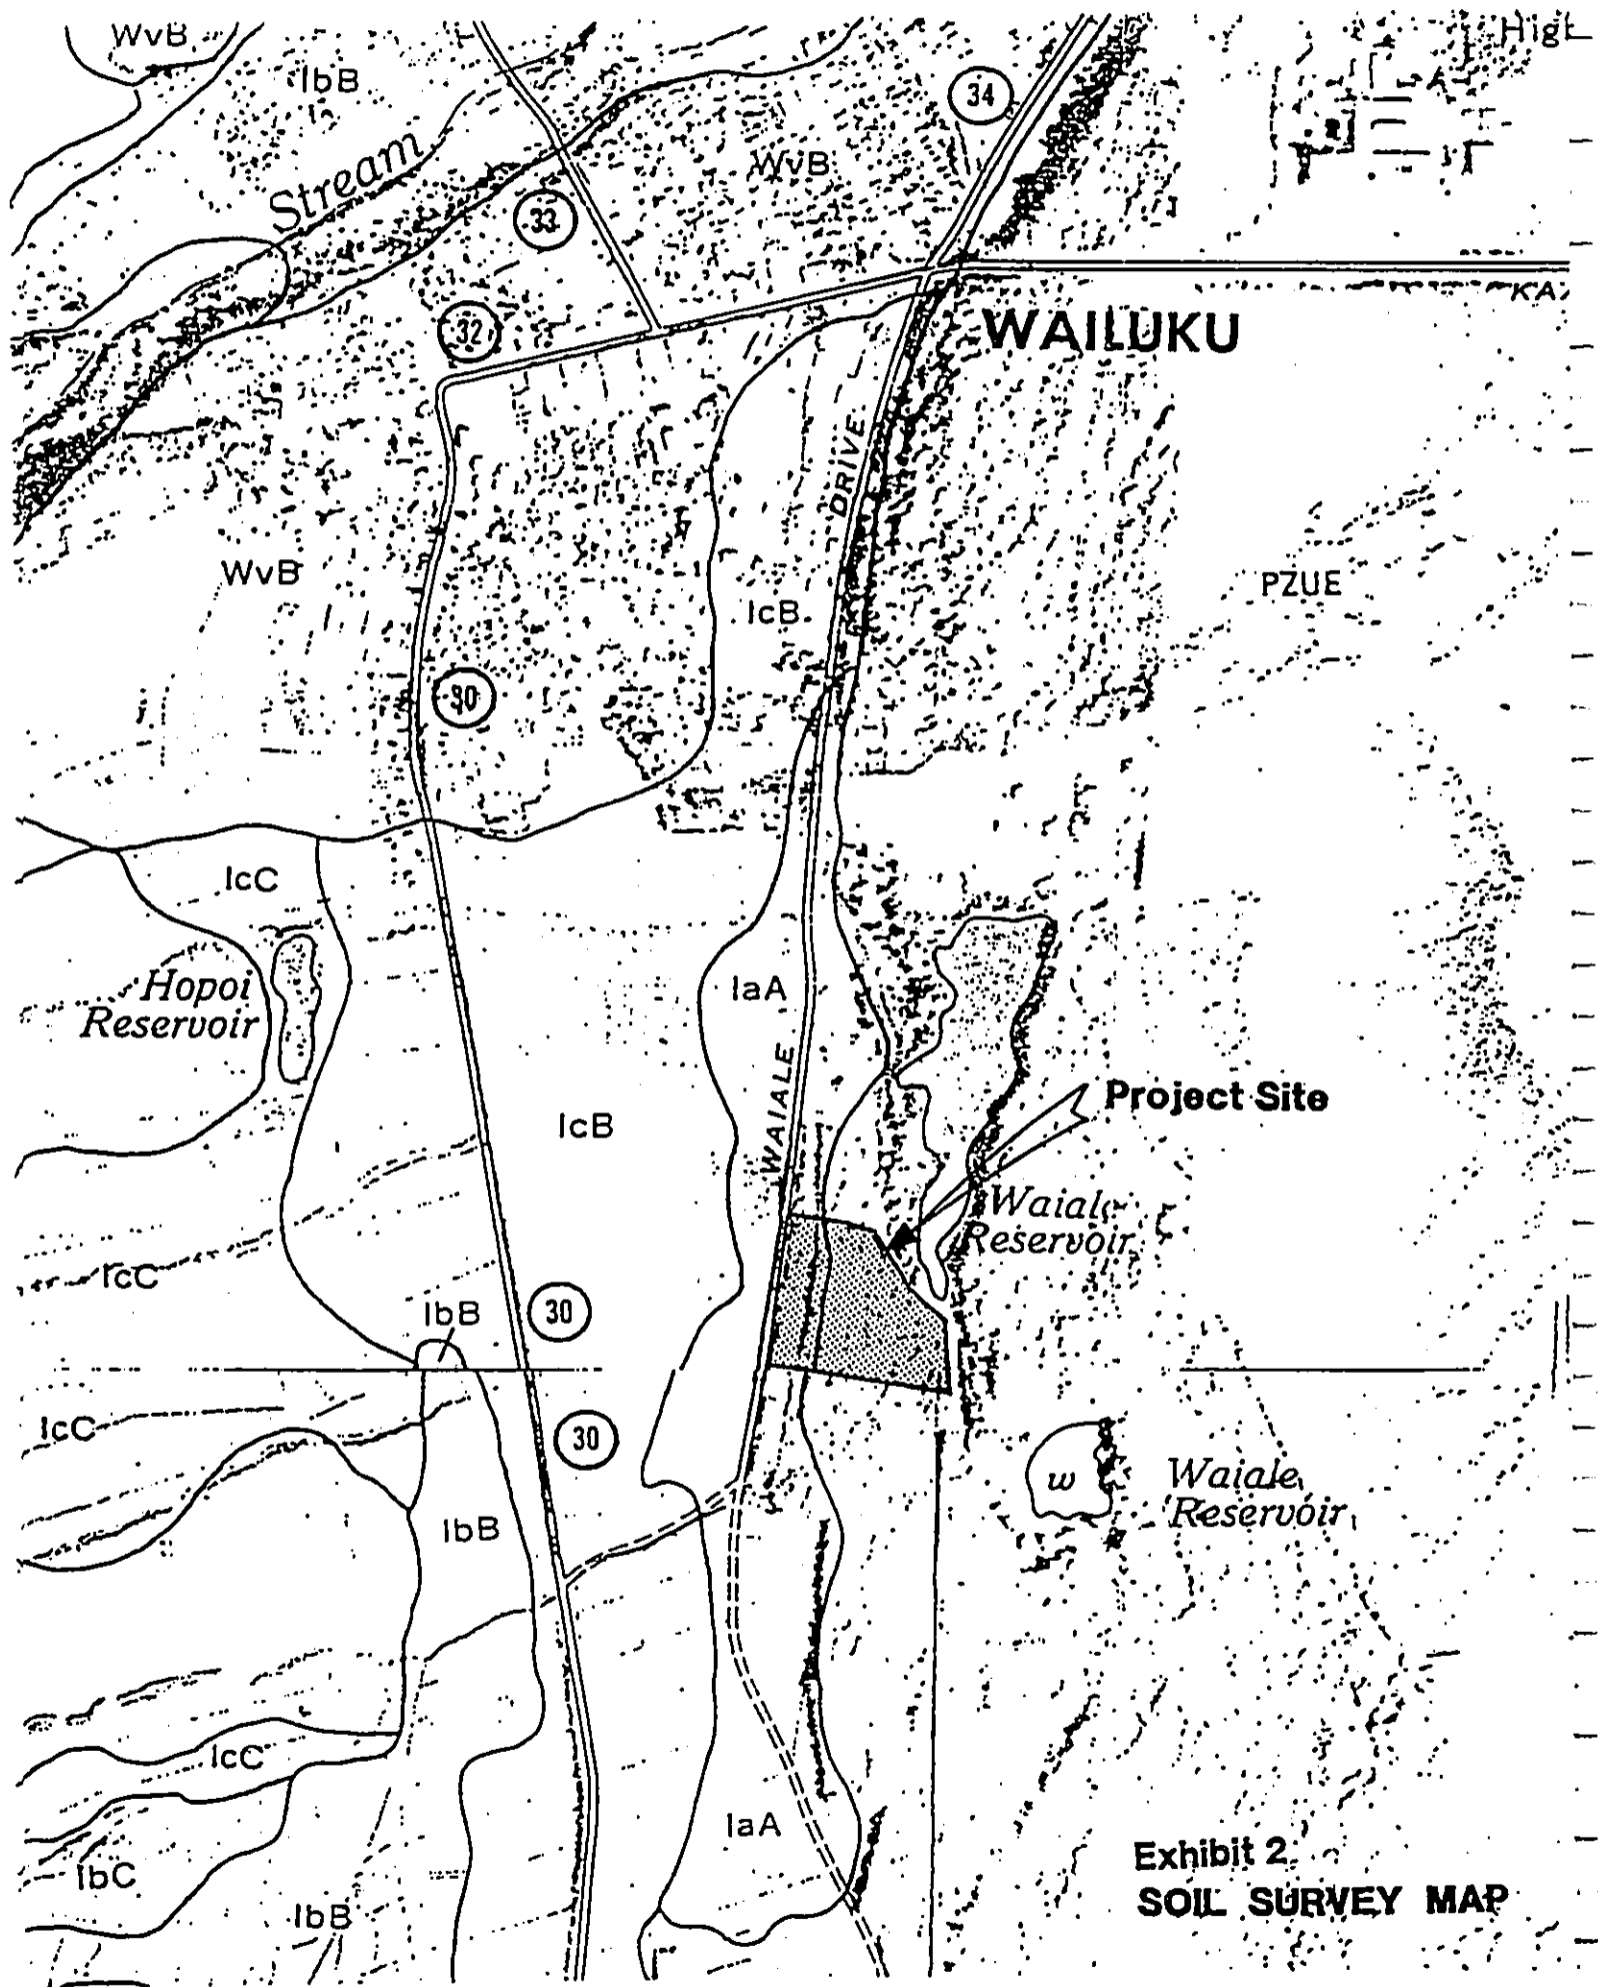 WvB
IbB
34
Stream
WvB
33
32
KA
WAILUKU
DRIVE
WvB
PZUE
IcB
30
IcC
Hopoi
Reservoir
IaA
WAIALE
Project Site
IcB
Waiale
Reservoir
IcC
IbB
30
IcC
30
w
Waiale
Reservoir
IbB
IcC
IaA
Exhibit 2
IbC
SOIL SURVEY MAP
IbB